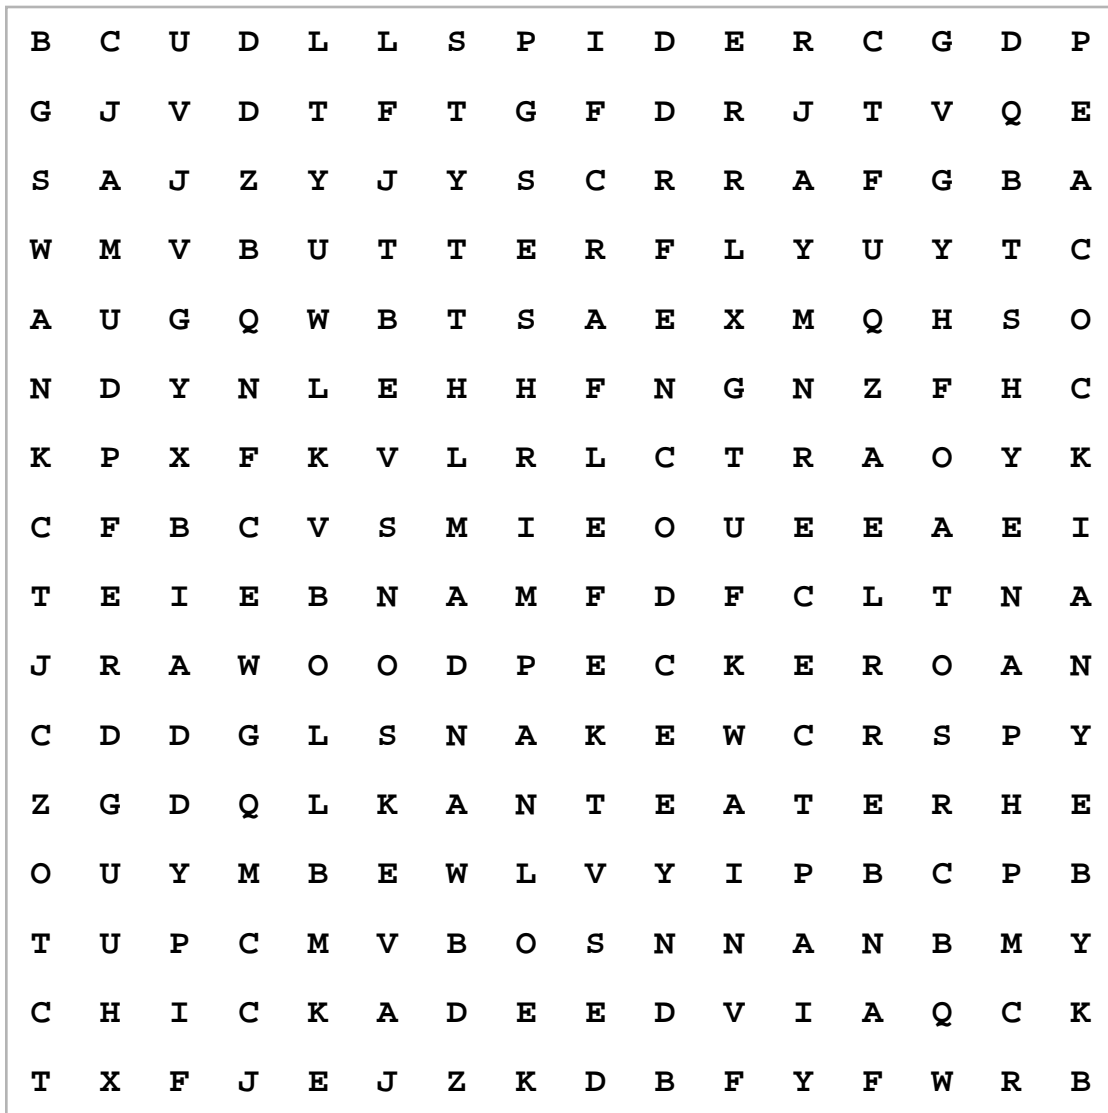 B C U D L L S P I D E R C G D P
G J V D T F T G F D R J T V Q E
S A J Z Y J Y S C R R A F G B A
W M V B U T T E R F L Y U Y T C
A U G Q W B T S A E X M Q H S O
N D Y N L E H H F N G N Z F H C
K P X F K V L R L C T R A O Y K
C F B C V S M I E O U E E A E I
T E I E B N A M F D F C L T N A
J R A W O O D P E C K E R O A N
C D D G L S N A K E W C R S P Y
Z G D Q L K A N T E A T E R H E
O U Y M B E W L V Y I P B C P B
T U P C M V B O S N N A N B M Y
C H I C K A D E E D V I A Q C K
T X F J E J Z K D B F Y F W R B